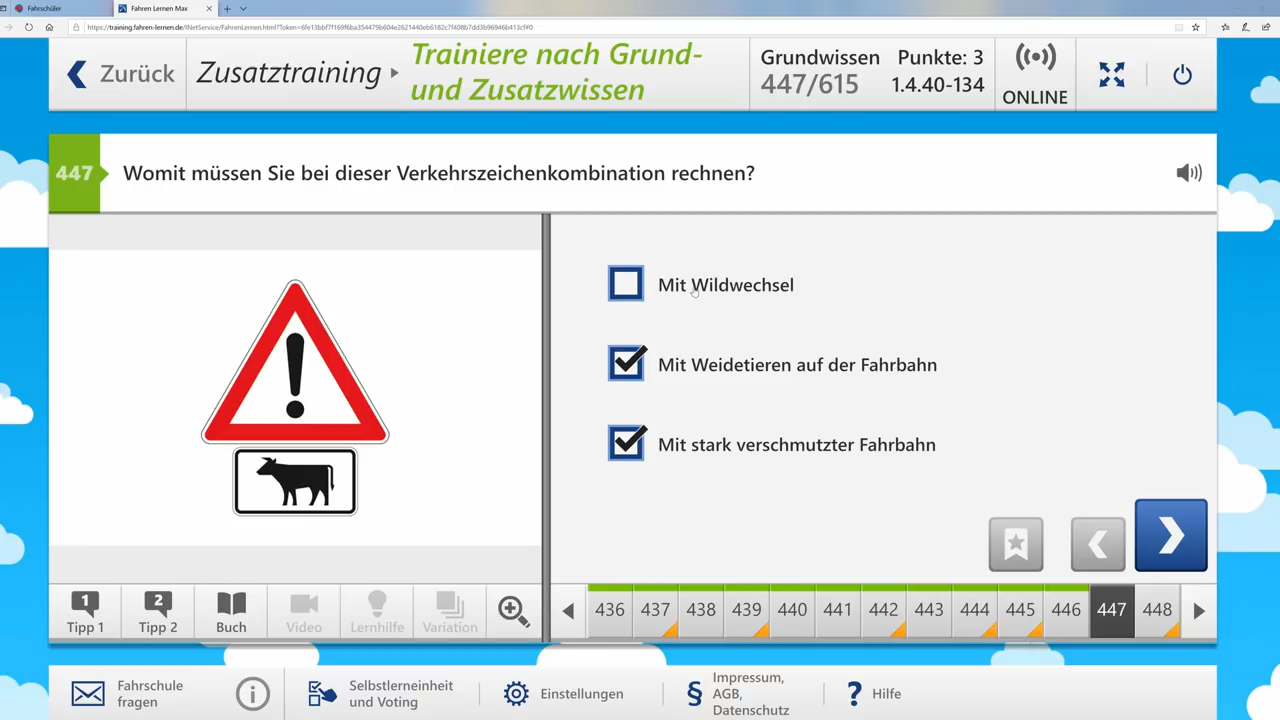 Fahrschüler
Fahren Lernen Max
Zurück
Zusatztraining
Trainiere nach Grund-
und Zusatzwissen
Grundwissen
447/615
Punkte: 3
1.4.40-134
ONLINE
447
Womit müssen Sie bei dieser Verkehrszeichenkombination rechnen?
Mit Wildwechsel
Mit Weidetieren auf der Fahrbahn
Mit stark verschmutzter Fahrbahn
1
Tipp 1
2
Tipp 2
Buch
Video
Lernhilfe
Variation
436 437 438 439 440 441 442 443 444 445 446 447 448
Fahrschule
fragen
Selbstlerneinheit
und Voting
Einstellungen
§
Impressum,
AGB,
Datenschutz
?
Hilfe